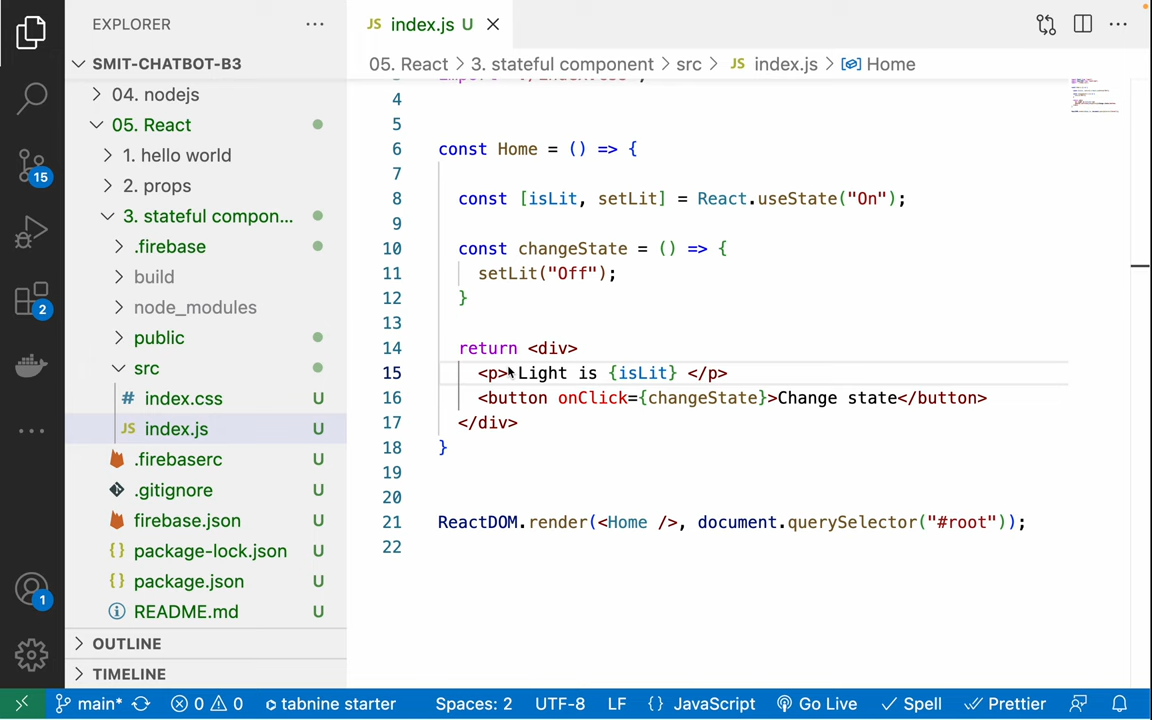 EXPLORER
SMIT-CHATBOT-B3
04. nodejs
05. React
1. hello world
2. props
3. stateful compon...
.firebase
build
node_modules
public
src
# index.css U
JS index.js U
.firebaserc U
.gitignore U
firebase.json U
{} package-lock.json U
{} package.json U
README.md U
OUTLINE
TIMELINE
15
2
1
JS index.js U
05. React > 3. stateful component > src > JS index.js > Home
4
5
6 const Home = () => {
7
8 const [isLit, setLit] = React.useState("On");
9
10 const changeState = () => {
11 setLit("Off");
12 }
13
14 return <div>
15 <p> Light is {isLit} </p>
16 <button onClick={changeState}>Change state</button>
17 </div>
18 }
19
20
21 ReactDOM.render(<Home />, document.querySelector("#root"));
22
main* 0 0 tabnine starter Spaces: 2 UTF-8 LF {} JavaScript Go Live Spell Prettier